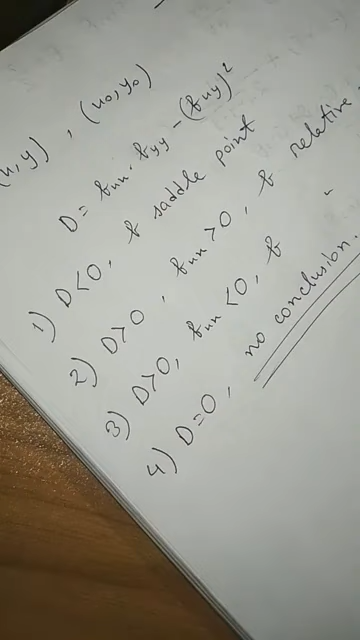 (x, y), (x₀, y₀)
D = fxx · fyy − (fxy)²
1) D < 0, f saddle point
2) D > 0, fxx > 0, f relative
3) D > 0, fxx < 0, f "
4) D = 0, no conclusion.